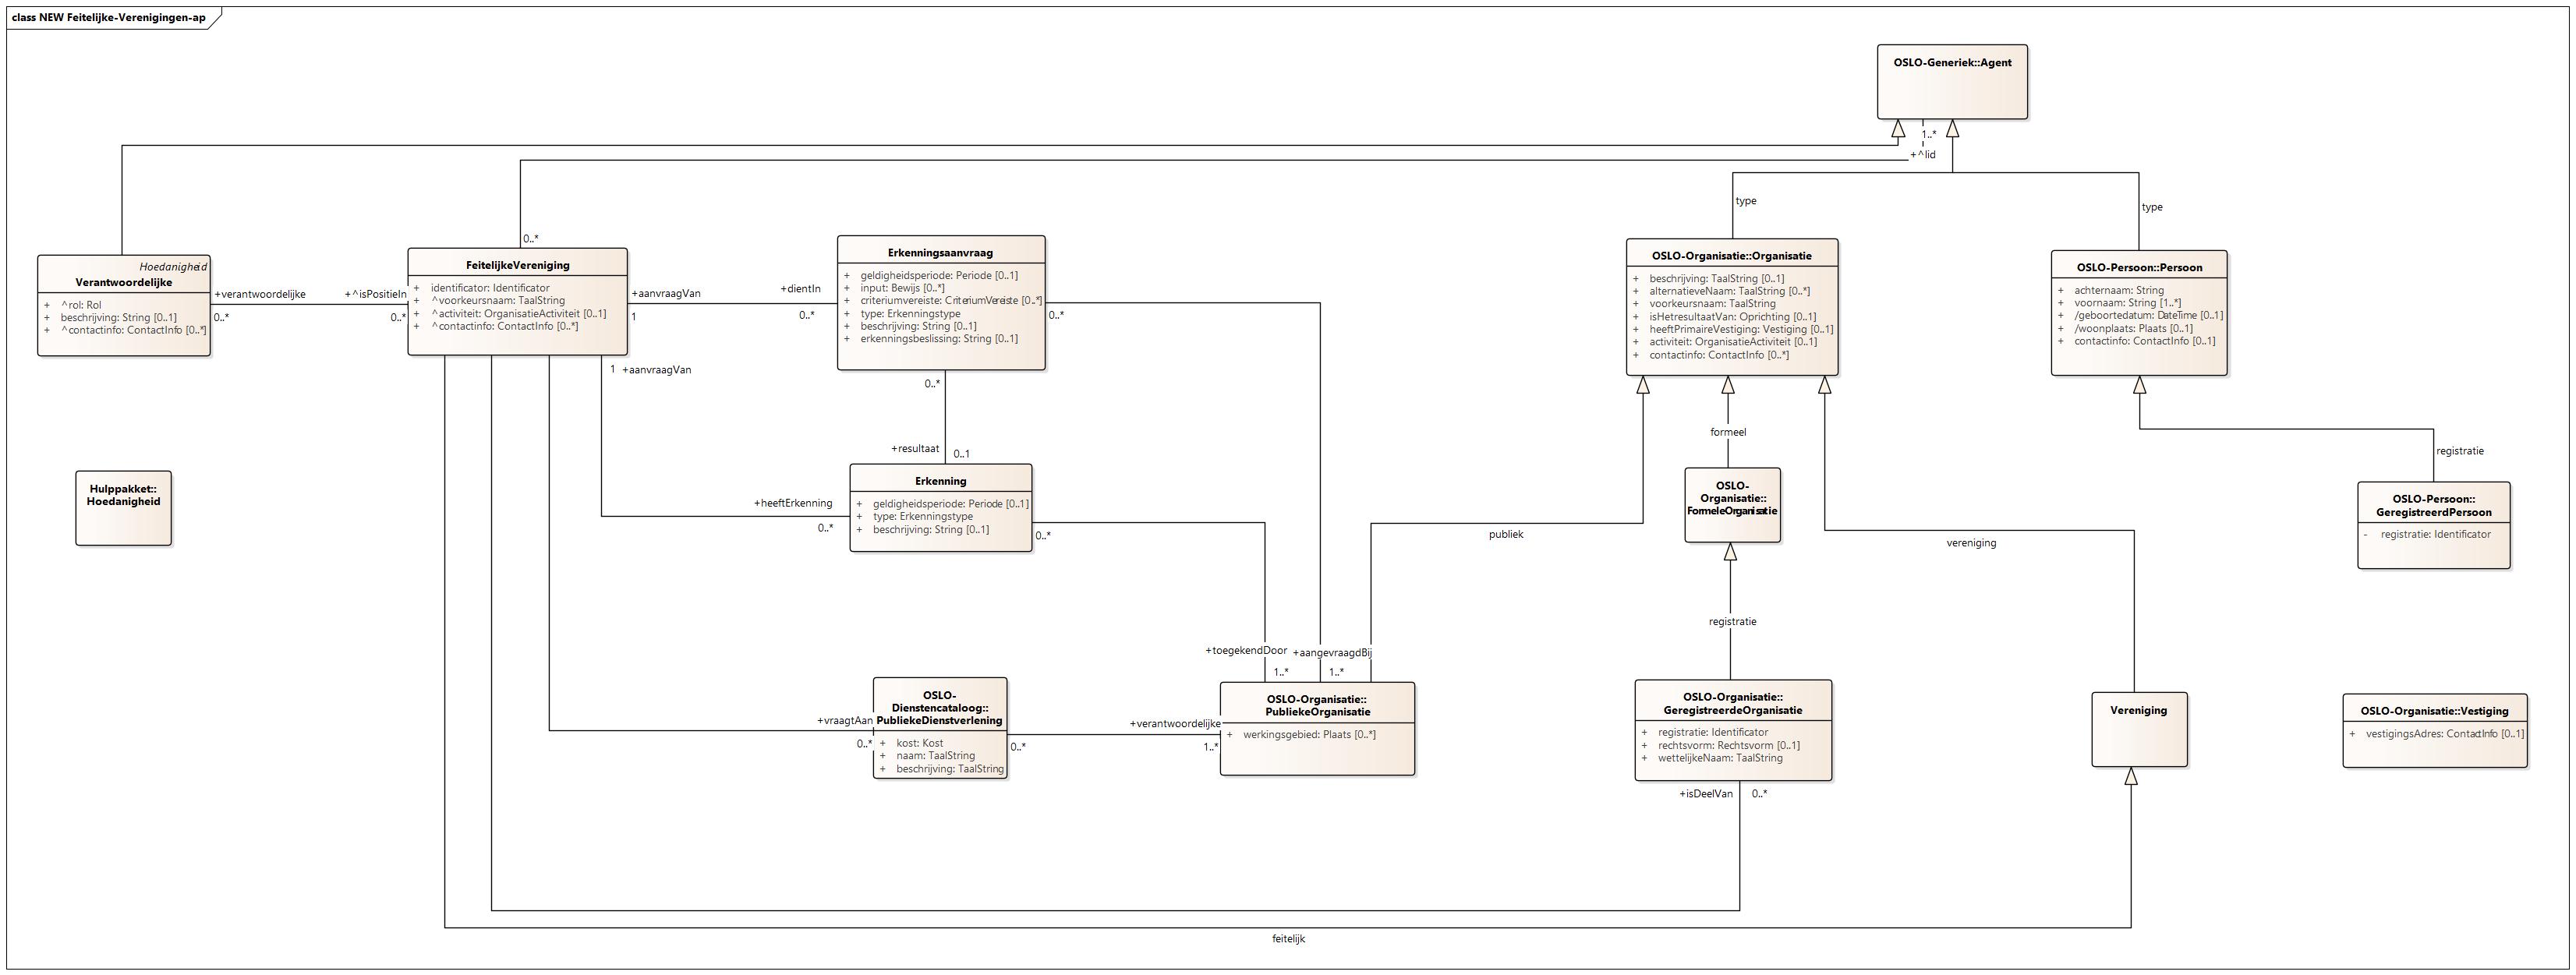 class NEW Feitelijke-Verenigingen-ap
OSLO-Generiek::Agent
1..*
+^lid
type
type
0..*
Hoedanigheid
Verantwoordelijke
+ ^rol: Rol
+ beschrijving: String [0..1]
+ ^contactinfo: ContactInfo [0..*]
+verantwoordelijke
0..*
+^isPositieIn
0..*
FeitelijkeVereniging
+ identificator: Identificator
+ ^voorkeursnaam: TaalString
+ ^activiteit: OrganisatieActiviteit [0..1]
+ ^contactinfo: ContactInfo [0..*]
+aanvraagVan
1
+dientIn
0..*
Erkenningsaanvraag
+ geldigheidsperiode: Periode [0..1]
+ input: Bewijs [0..*]
+ criteriumvereiste: CriteriumVereiste [0..*]
+ type: Erkenningstype
+ beschrijving: String [0..1]
+ erkenningsbeslissing: String [0..1]
0..*
OSLO-Organisatie::Organisatie
+ beschrijving: TaalString [0..1]
+ alternatieveNaam: TaalString [0..*]
+ voorkeursnaam: TaalString
+ isHetresultaatVan: Oprichting [0..1]
+ heeftPrimaireVestiging: Vestiging [0..1]
+ activiteit: OrganisatieActiviteit [0..1]
+ contactinfo: ContactInfo [0..*]
OSLO-Persoon::Persoon
+ achternaam: String
+ voornaam: String [1..*]
+ /geboortedatum: DateTime [0..1]
+ /woonplaats: Plaats [0..1]
+ contactinfo: ContactInfo [0..1]
1 +aanvraagVan
0..*
+resultaat
0..1
formeel
registratie
Hulppakket::
Hoedanigheid
+heeftErkenning
0..*
Erkenning
+ geldigheidsperiode: Periode [0..1]
+ type: Erkenningstype
+ beschrijving: String [0..1]
0..*
publiek
OSLO-
Organisatie::
FormeleOrganisatie
vereniging
OSLO-Persoon::
GeregistreerdPersoon
- registratie: Identificator
registratie
+toegekendDoor
1..*
+aangevraagdBij
1..*
+vraagtAan
0..*
OSLO-
Dienstencataloog::
PubliekeDienstverlening
+ kost: Kost
+ naam: TaalString
+ beschrijving: TaalString
0..*
+verantwoordelijke
1..*
OSLO-Organisatie::
PubliekeOrganisatie
+ werkingsgebied: Plaats [0..*]
OSLO-Organisatie::
GeregistreerdeOrganisatie
+ registratie: Identificator
+ rechtsvorm: Rechtsvorm [0..1]
+ wettelijkeNaam: TaalString
+isDeelVan
0..*
Vereniging
OSLO-Organisatie::Vestiging
+ vestigingsAdres: ContactInfo [0..1]
feitelijk